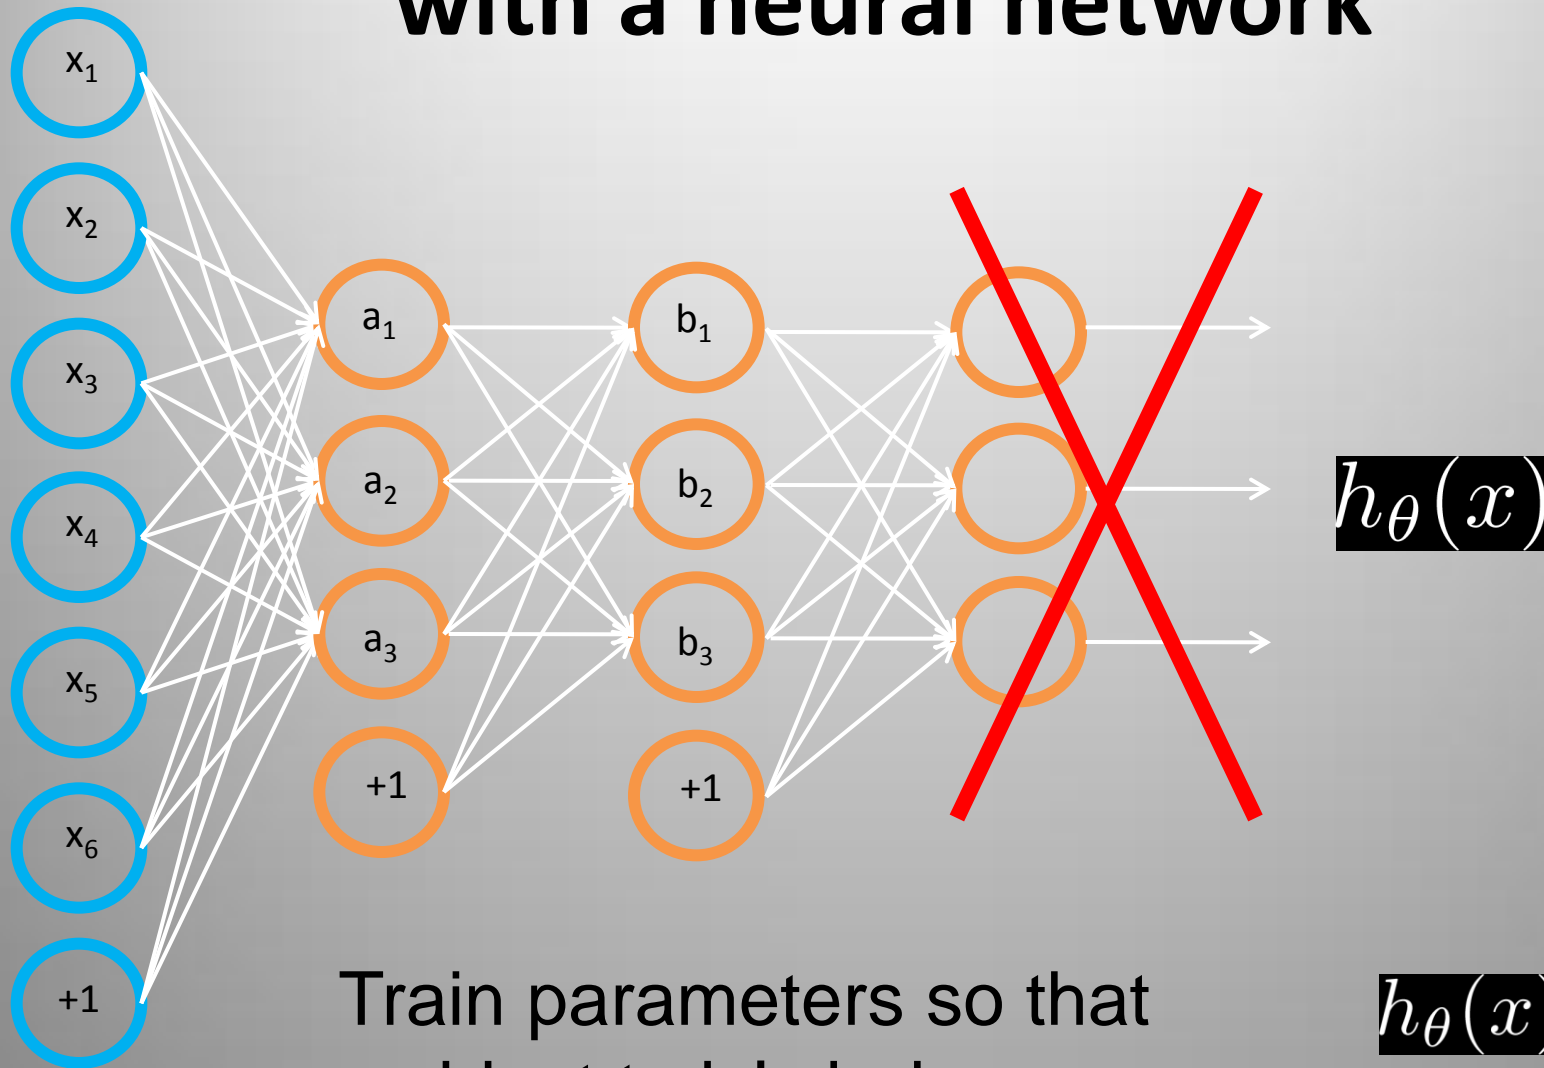 with a neural network
x1
x2
x3
x4
x5
x6
+1
a1
a2
a3
+1
b1
b2
b3
+1
hθ(x)
Train parameters so that
hθ(x)